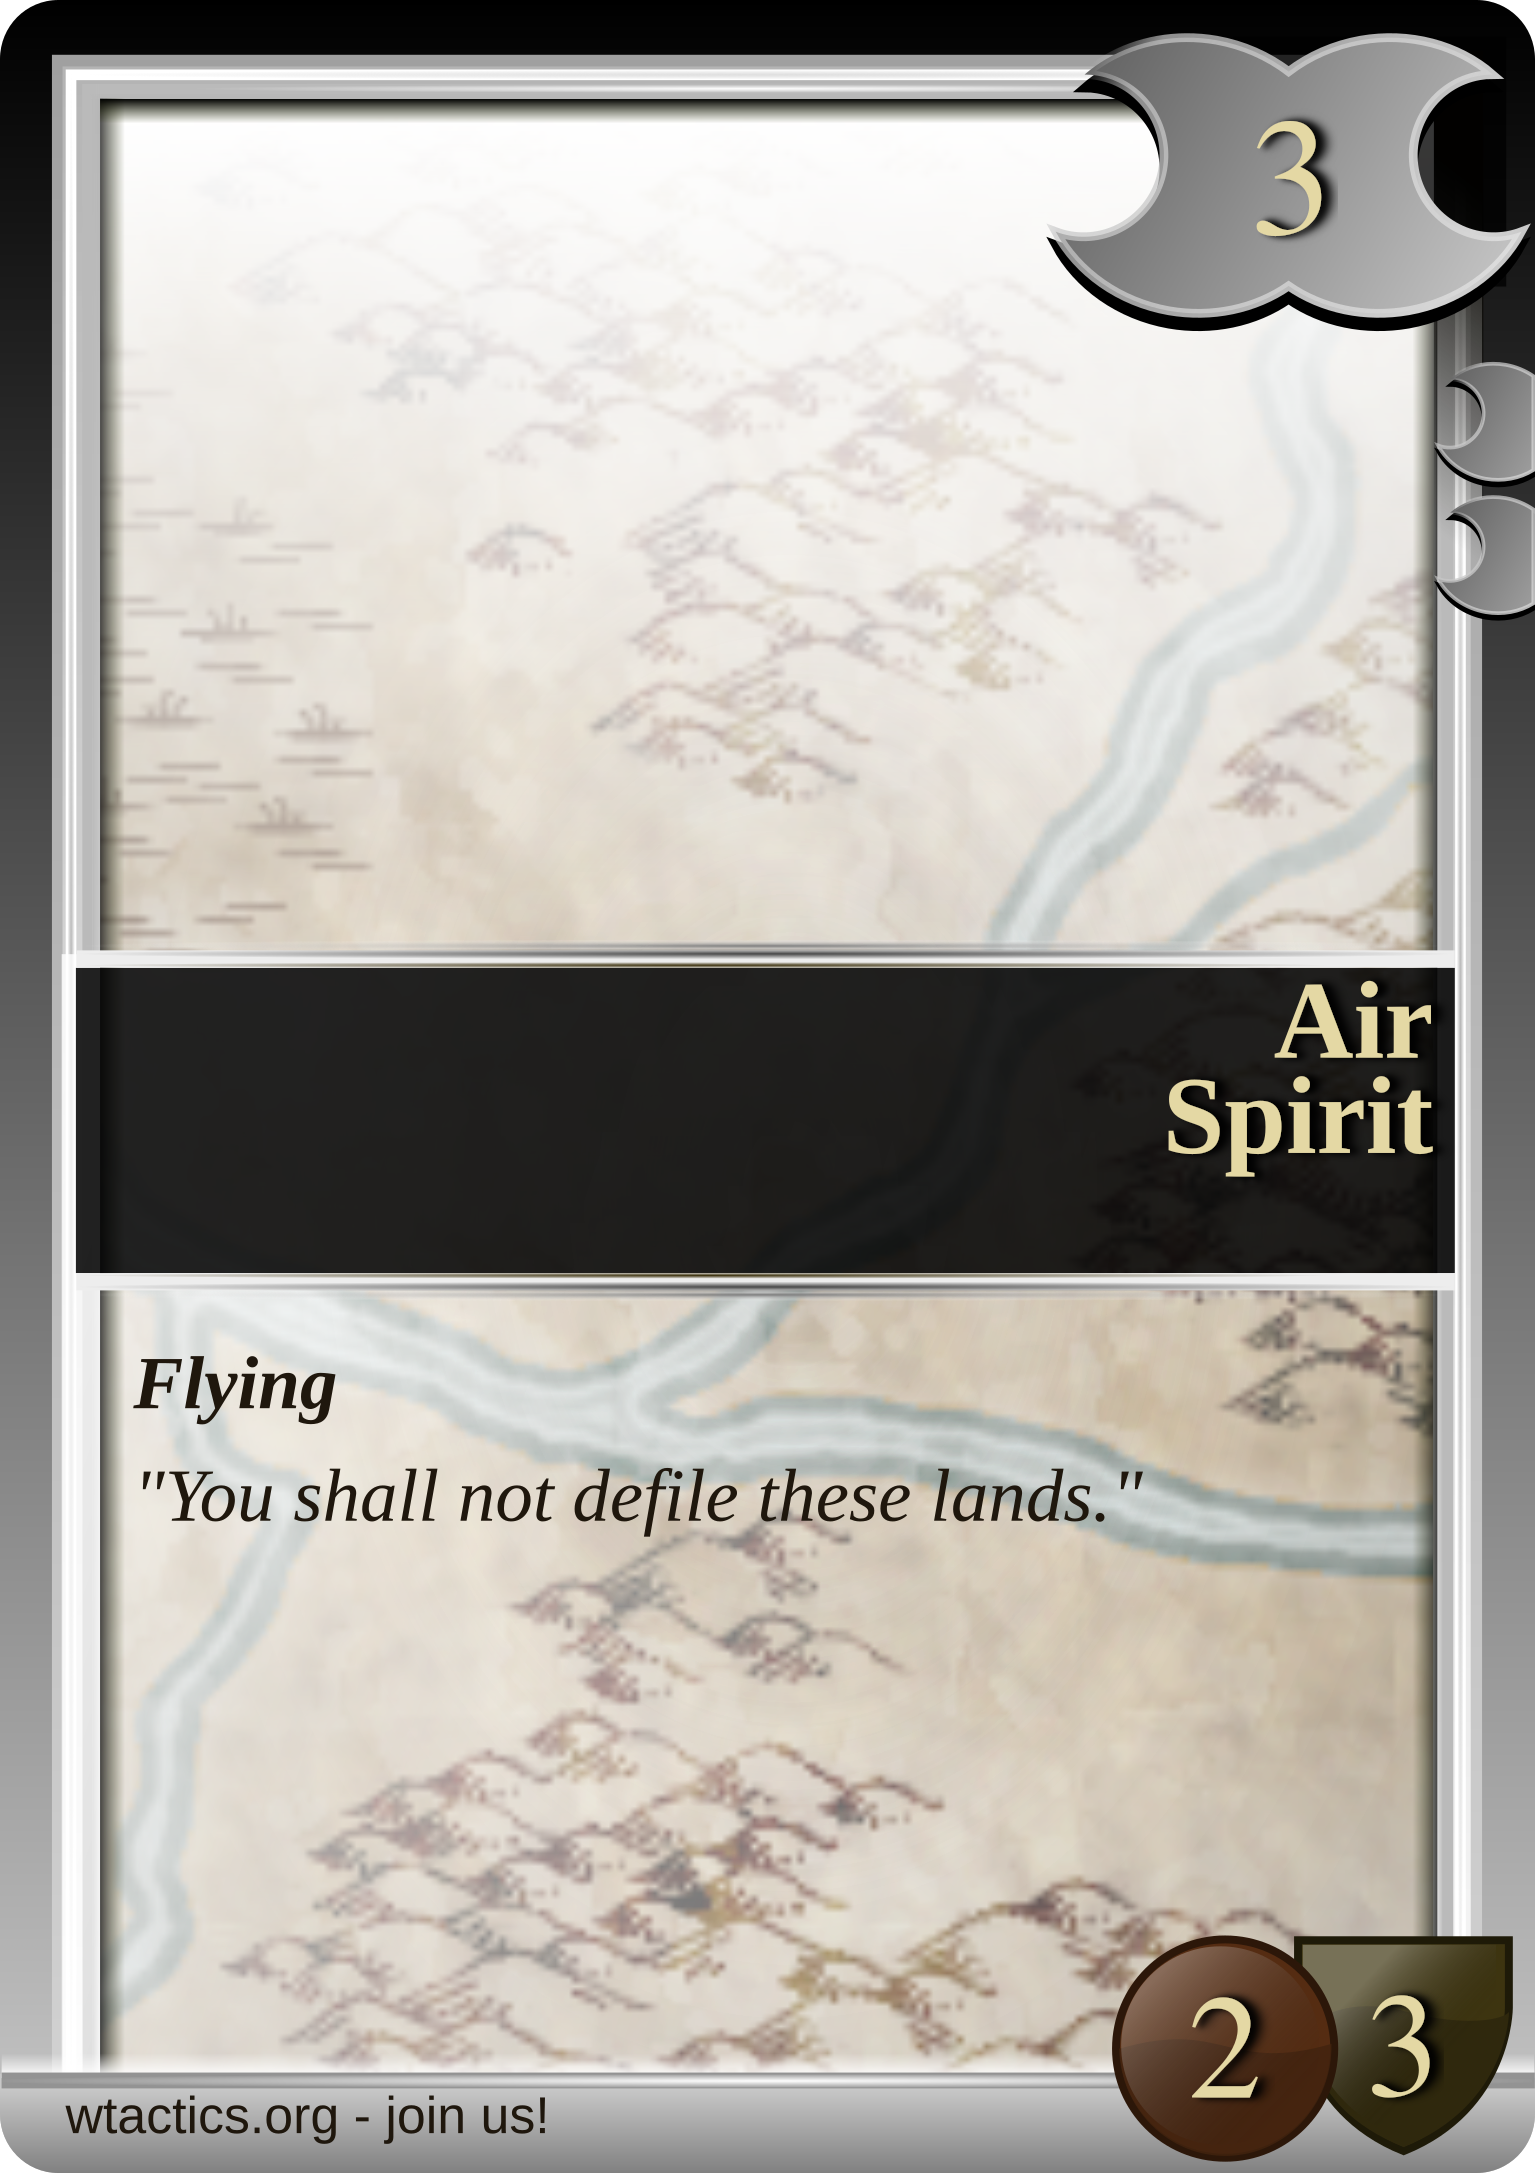 3
Air
Spirit
Flying
"You shall not defile these lands."
2 3
wtactics.org - join us!